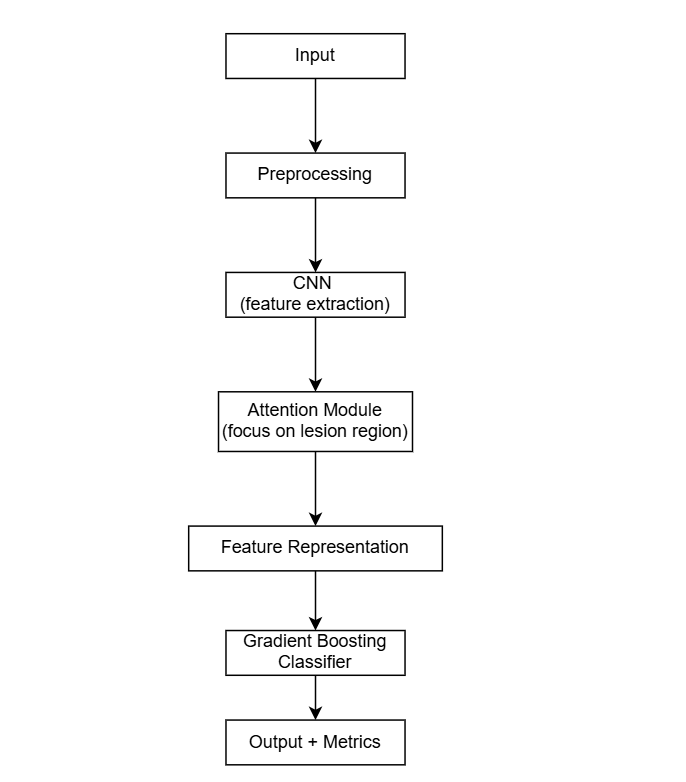 Input
Preprocessing
CNN
(feature extraction)
Attention Module
(focus on lesion region)
Feature Representation
Gradient Boosting
Classifier
Output + Metrics